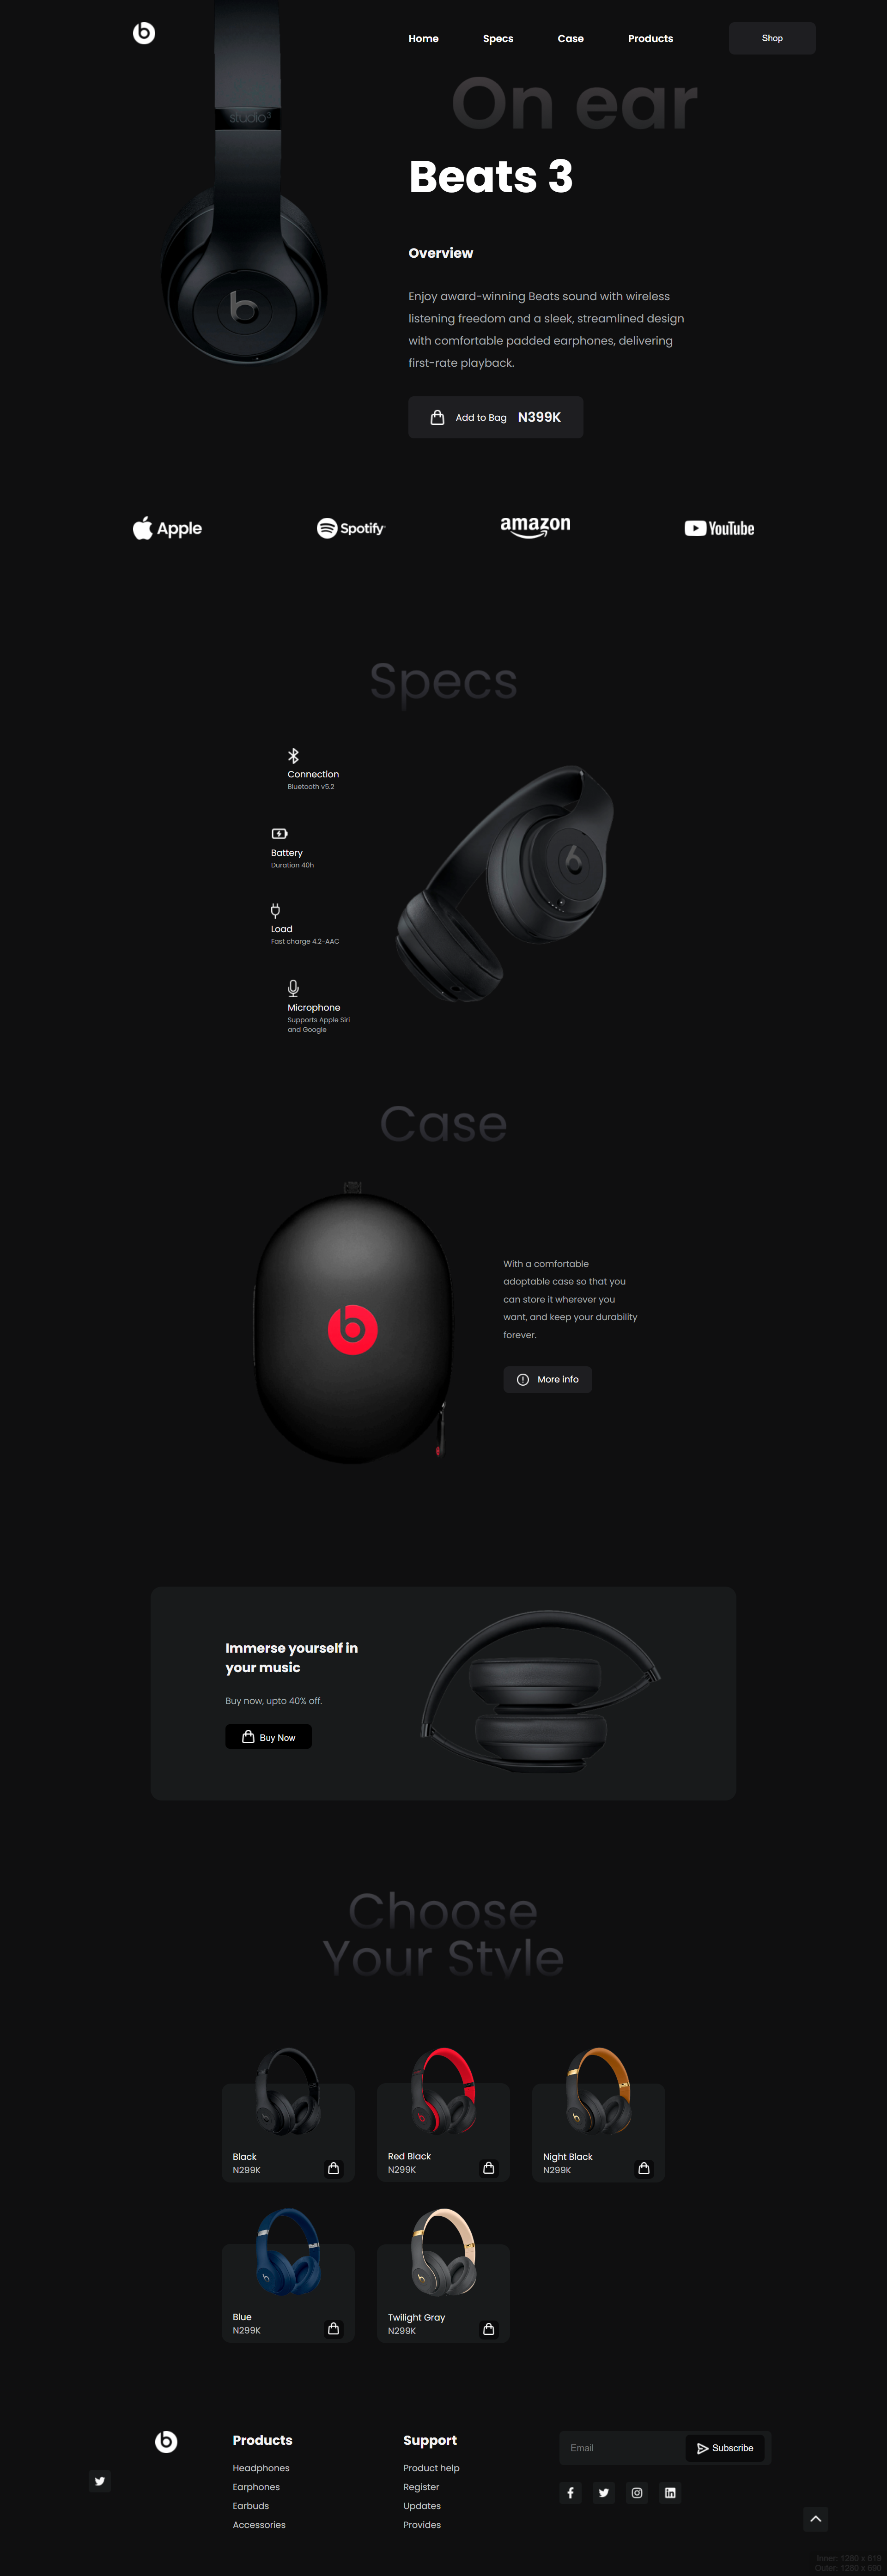 Home Specs Case Products Shop
On ear
studio3
Beats 3
Overview
Enjoy award-winning Beats sound with wireless
listening freedom and a sleek, streamlined design
with comfortable padded earphones, delivering
first-rate playback.
Add to Bag N399K
Apple Spotify amazon YouTube
Specs
Connection
Bluetooth v5.2
Battery
Duration 40h
Load
Fast charge 4.2-AAC
Microphone
Supports Apple Siri
and Google
Case
With a comfortable
adoptable case so that you
can store it wherever you
want, and keep your durability
forever.
More info
Immerse yourself in
your music
Buy now, upto 40% off.
Buy Now
Choose
Your Style
Black
N299K
Red Black
N299K
Night Black
N299K
Blue
N299K
Twilight Gray
N299K
Products
Headphones
Earphones
Earbuds
Accessories
Support
Product help
Register
Updates
Provides
Email Subscribe
Inner: 1280 x 619
Outer: 1280 x 690